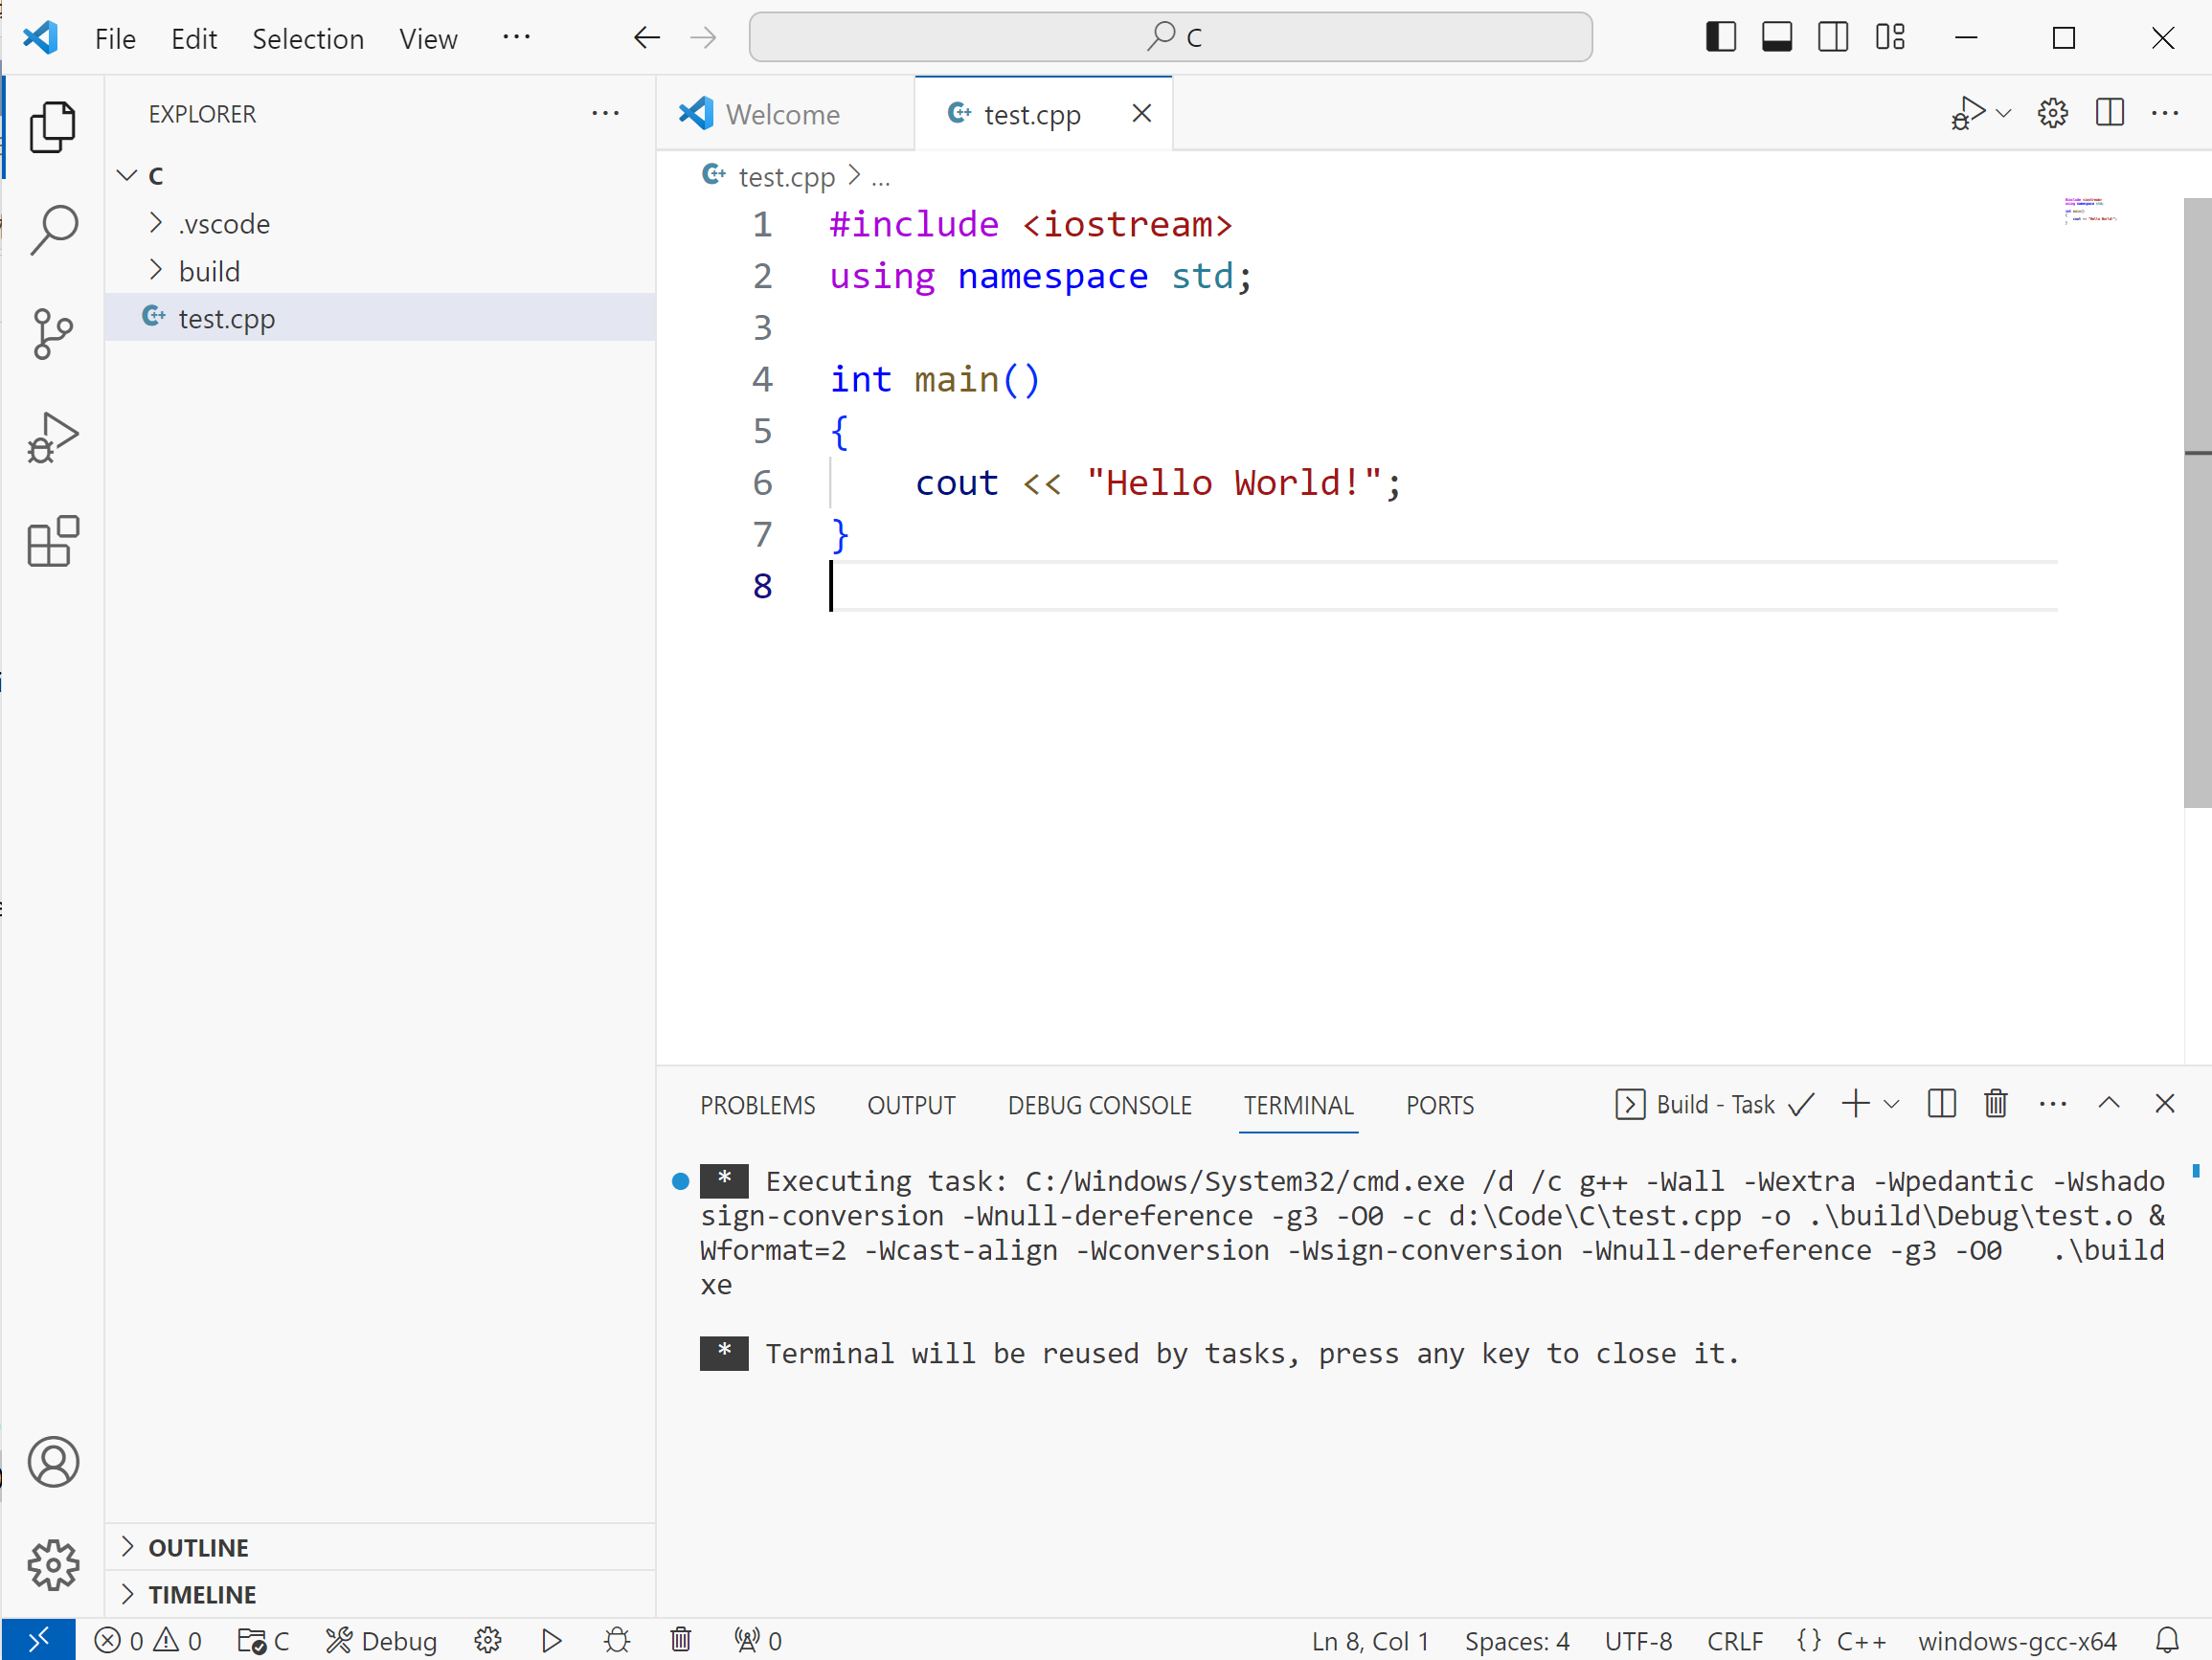 File Edit Selection View ··· C
EXPLORER ···
C
.vscode
build
test.cpp
OUTLINE
TIMELINE
Welcome test.cpp
test.cpp > ...
1 #include <iostream>
2 using namespace std;
3
4 int main()
5 {
6 cout << "Hello World!";
7 }
8
PROBLEMS OUTPUT DEBUG CONSOLE TERMINAL PORTS Build - Task
* Executing task: C:/Windows/System32/cmd.exe /d /c g++ -Wall -Wextra -Wpedantic -Wshado
sign-conversion -Wnull-dereference -g3 -O0 -c d:\Code\C\test.cpp -o .\build\Debug\test.o &
Wformat=2 -Wcast-align -Wconversion -Wsign-conversion -Wnull-dereference -g3 -O0 .\build
xe
* Terminal will be reused by tasks, press any key to close it.
0 0 C Debug 0 Ln 8, Col 1 Spaces: 4 UTF-8 CRLF {} C++ windows-gcc-x64